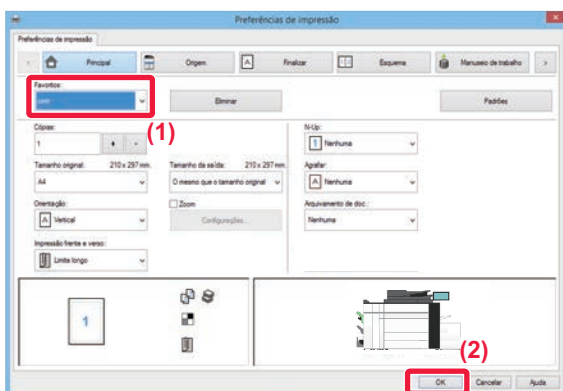 Preferências de impressão
Preferências de impressão
Principal
Origem
Finalizar
Esquema
Manuseio de trabalho
Favoritos:
Eliminar
Padrões
(1)
Cópias:
1
+ -
N-Up:
1 Nenhuma
Tamanho original: 210 x 297 mm.
A4
Tamanho da saída: 210 x 297 mm.
O mesmo que o tamanho original
Agrafar:
A Nenhuma
Orientação:
A Vertical
Zoom
Configurações...
Arquivamento de doc.:
Nenhuma
Impressão frente e verso:
Limite longo
1
(2)
OK
Cancelar
Ajuda